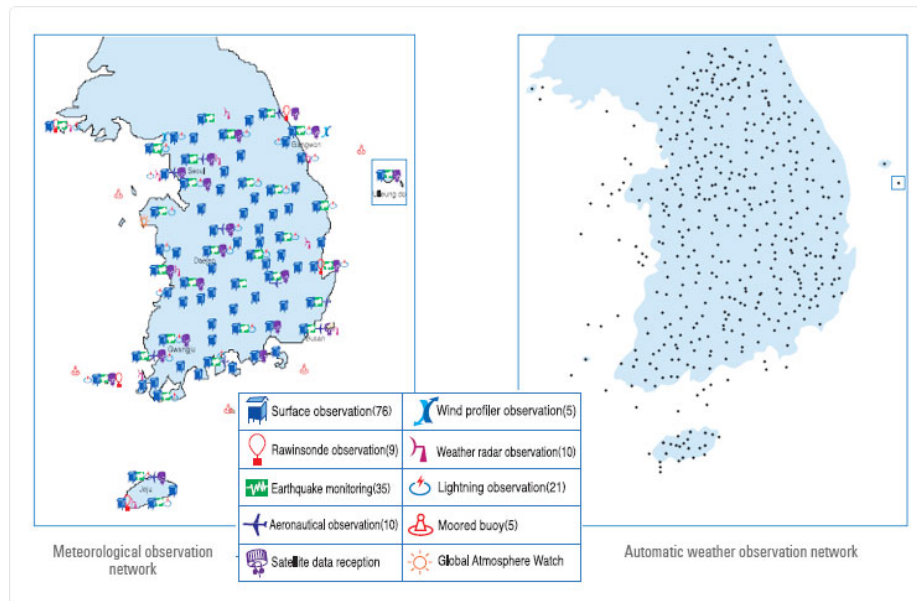 Gangwon
Seoul
Daejeon
Gwangju
Busan
Jeju
Surface observation(76)
Wind profiler observation(5)
Rawinsonde observation(9)
Weather radar observation(10)
Earthquake monitoring(35)
Lightning observation(21)
Aeronautical observation(10)
Moored buoy(5)
Satellite data reception
Global Atmosphere Watch
Meteorological observation
network
Automatic weather observation network